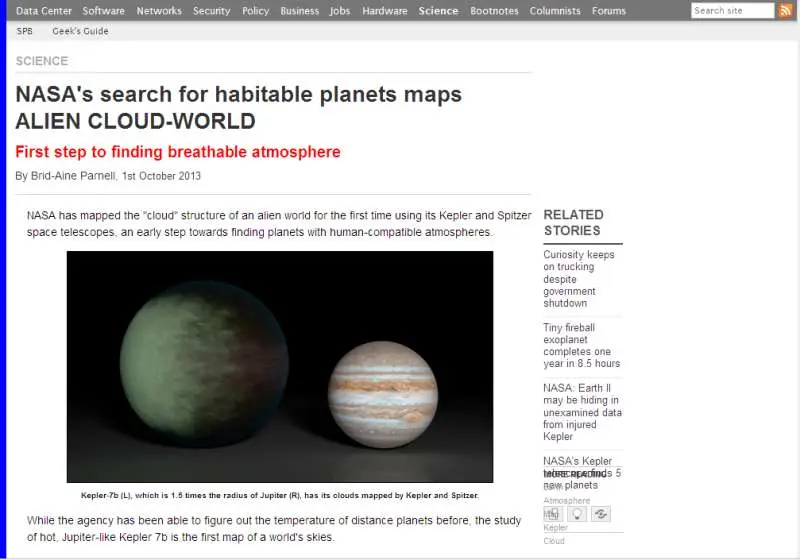 Data Center Software Networks Security Policy Business Jobs Hardware Science Bootnotes Columnists Forums Search site
SPB Geek's Guide
SCIENCE
NASA's search for habitable planets maps
ALIEN CLOUD-WORLD
First step to finding breathable atmosphere
By Brid-Aine Parnell, 1st October 2013
NASA has mapped the "cloud" structure of an alien world for the first time using its Kepler and Spitzer
space telescopes, an early step towards finding planets with human-compatible atmospheres.
Kepler-7b (L), which is 1.5 times the radius of Jupiter (R), has its clouds mapped by Kepler and Spitzer.
While the agency has been able to figure out the temperature of distance planets before, the study
of hot, Jupiter-like Kepler 7b is the first map of a world's skies.
RELATED
STORIES
Curiosity keeps
on trucking
despite
government
shutdown
Tiny fireball
exoplanet
completes one
year in 8.5 hours
NASA: Earth II
may be hiding in
unexamined data
from injured
Kepler
NASA's Kepler
telescope finds 5
new planets
MORE READING
Earth
Atmosphere
Kepler
Cloud